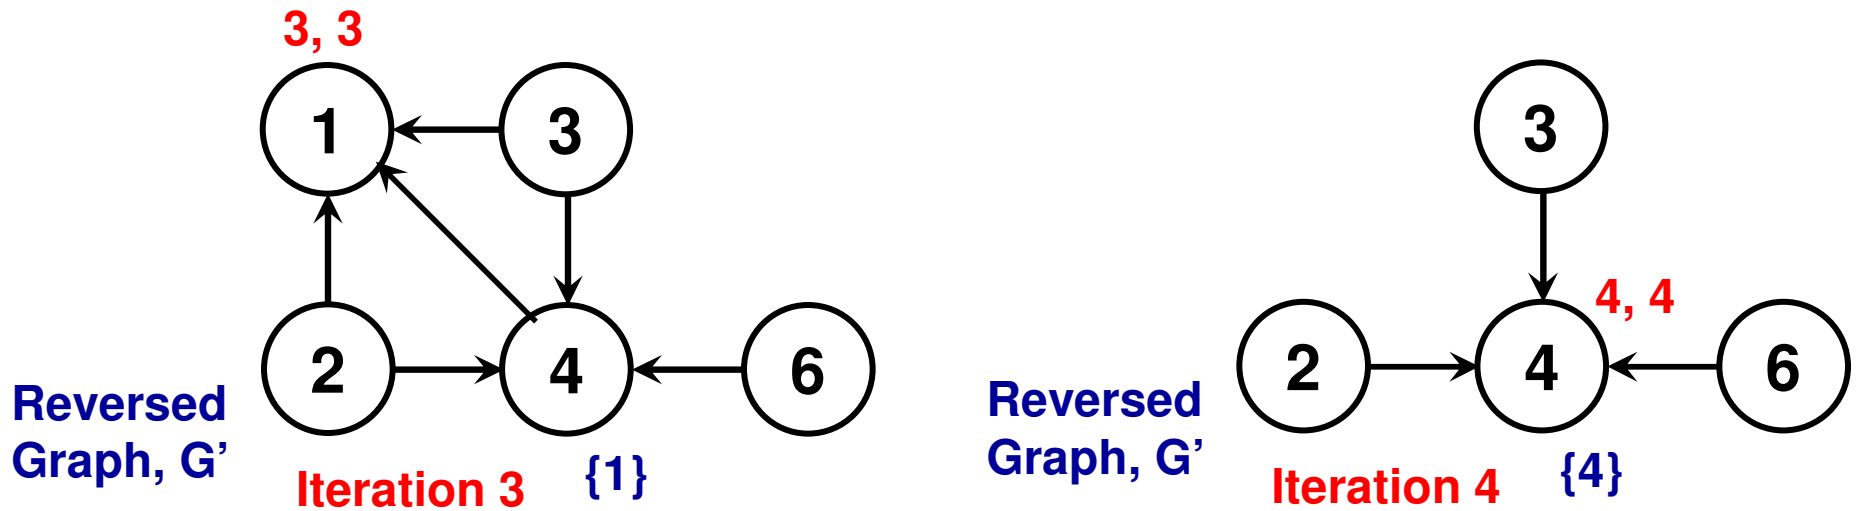 3, 3
1
3
2
4
6
Reversed
Graph, G’
Iteration 3
{1}
3
4, 4
2
4
6
Reversed
Graph, G’
Iteration 4
{4}